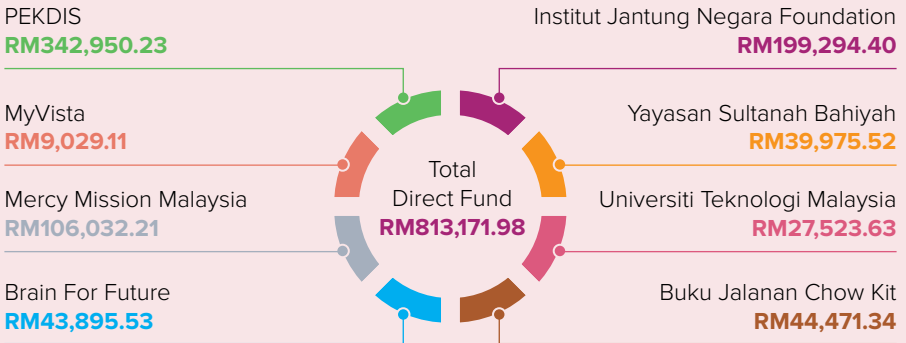 PEKDIS
RM342,950.23
Institut Jantung Negara Foundation
RM199,294.40
MyVista
RM9,029.11
Yayasan Sultanah Bahiyah
RM39,975.52
Total
Direct Fund
RM813,171.98
Mercy Mission Malaysia
RM106,032.21
Universiti Teknologi Malaysia
RM27,523.63
Brain For Future
RM43,895.53
Buku Jalanan Chow Kit
RM44,471.34